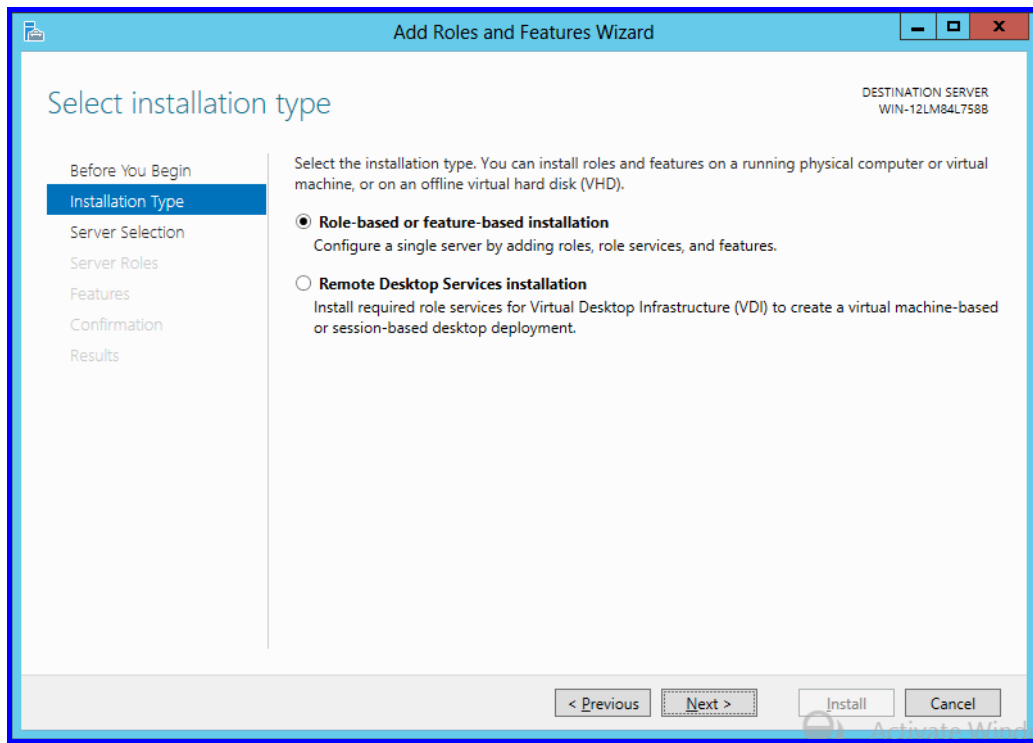 Add Roles and Features Wizard
Select installation type
DESTINATION SERVER
WIN-12LM84L758B
Before You Begin
Installation Type
Server Selection
Server Roles
Features
Confirmation
Results
Select the installation type. You can install roles and features on a running physical computer or virtual
machine, or on an offline virtual hard disk (VHD).
Role-based or feature-based installation
Configure a single server by adding roles, role services, and features.
Remote Desktop Services installation
Install required role services for Virtual Desktop Infrastructure (VDI) to create a virtual machine-based
or session-based desktop deployment.
< Previous
Next >
Install
Cancel
Activate Wind